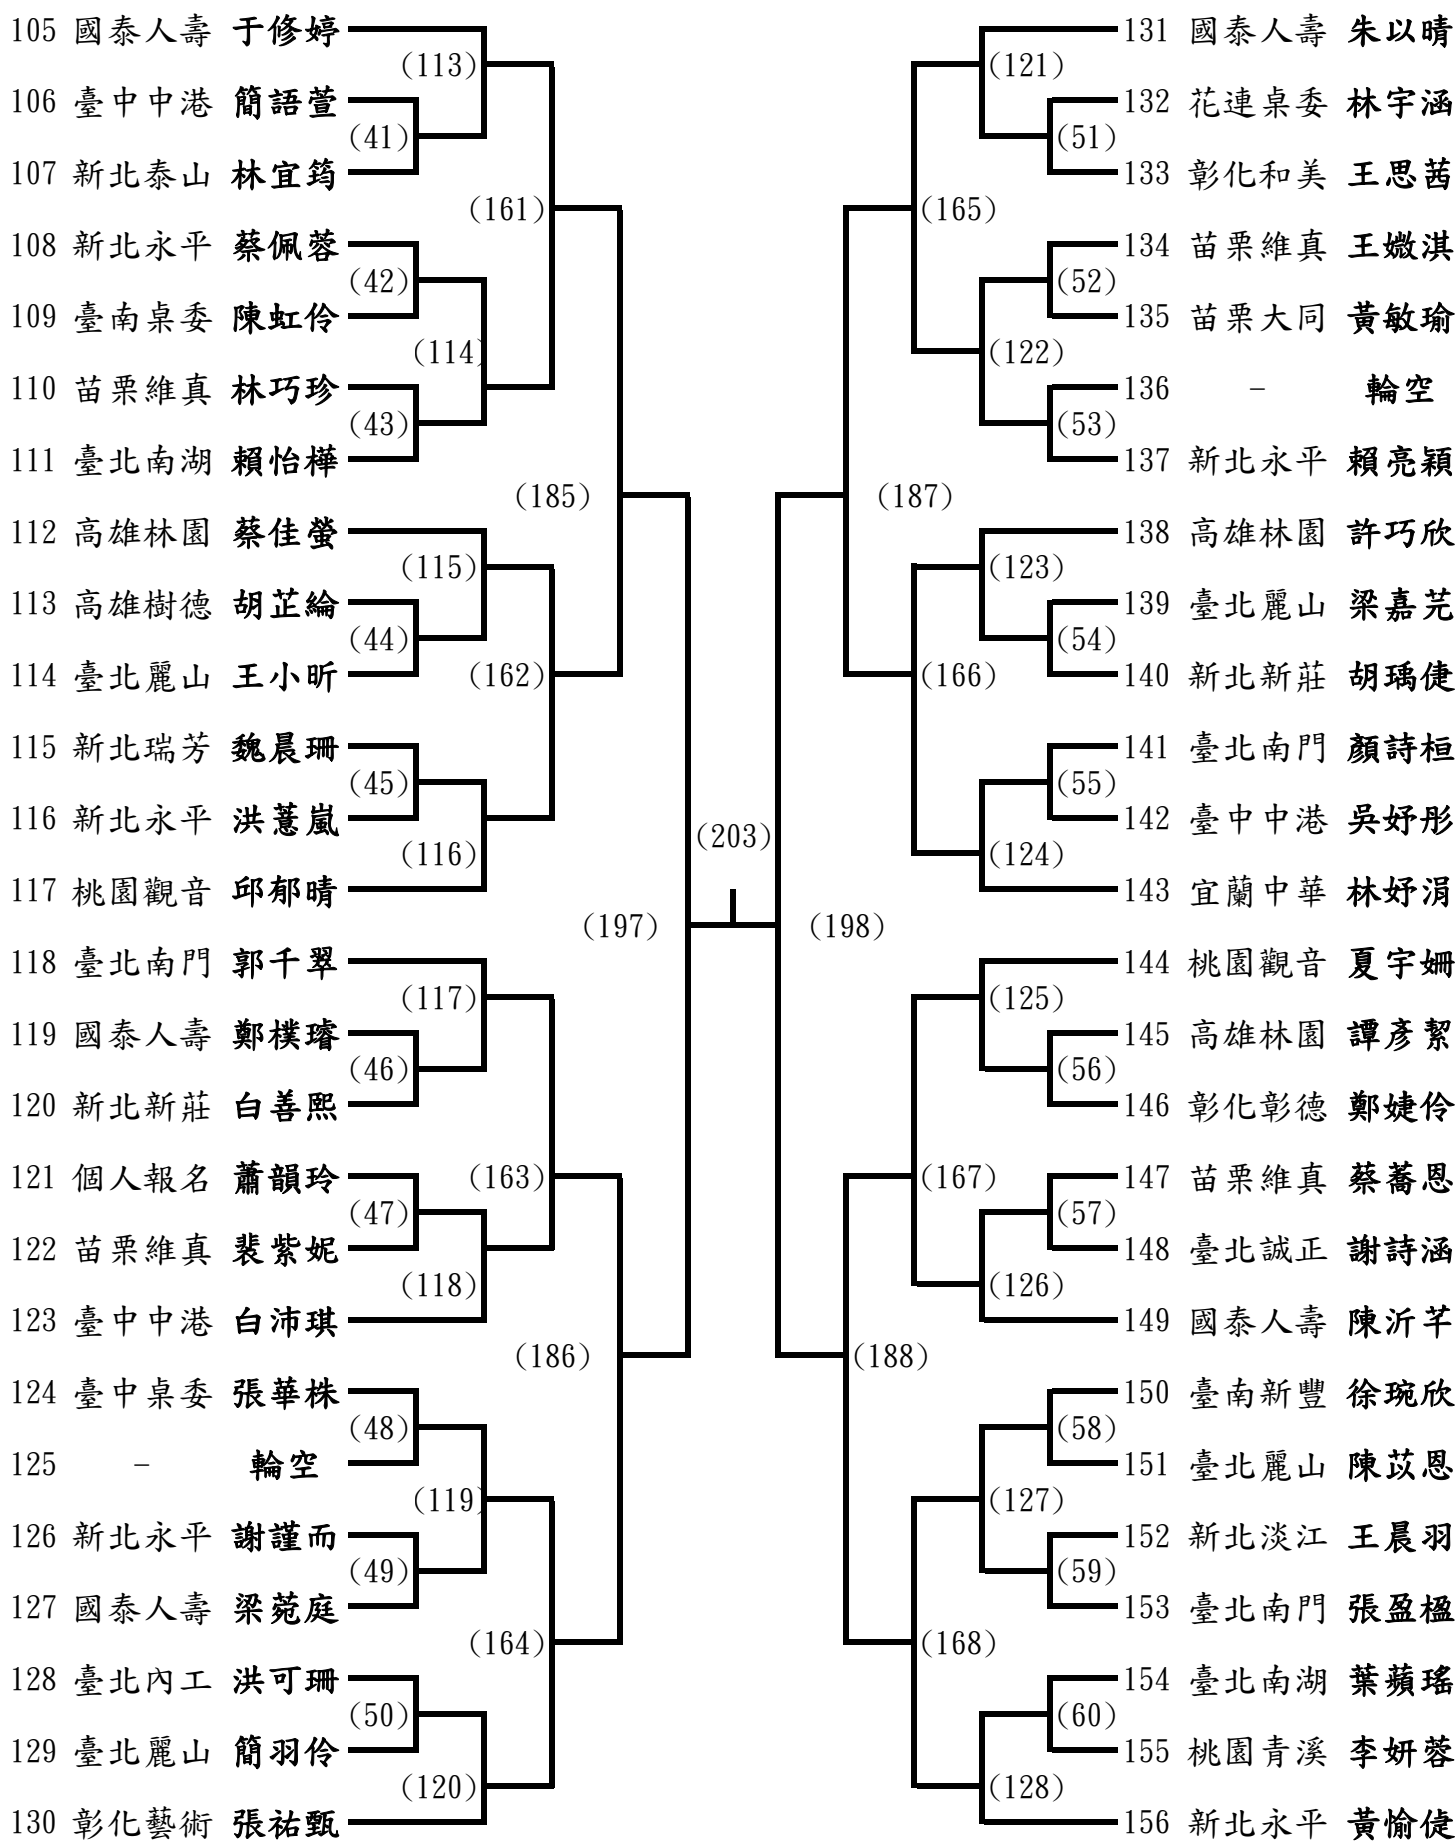 105 國泰人壽 于修婷
(113)
106 臺中中港 簡語萱
(41)
107 新北泰山 林宜筠
(161)
108 新北永平 蔡佩蓉
(42)
109 臺南桌委 陳虹伶
(114)
110 苗栗維真 林巧珍
(43)
111 臺北南湖 賴怡樺
(185)
112 高雄林園 蔡佳螢
(115)
113 高雄樹德 胡芷綸
(44)
114 臺北麗山 王小昕
(162)
115 新北瑞芳 魏晨珊
(45)
116 新北永平 洪薏嵐
(116)
117 桃園觀音 邱郁晴
(197)
118 臺北南門 郭千翠
(117)
119 國泰人壽 鄭樸璿
(46)
120 新北新莊 白善熙
121 個人報名 蕭韻玲
(163)
(47)
122 苗栗維真 裴紫妮
(118)
123 臺中中港 白沛琪
(186)
124 臺中桌委 張華株
(48)
125 - 輪空
(119)
126 新北永平 謝謹而
(49)
127 國泰人壽 梁菀庭
(164)
128 臺北內工 洪可珊
(50)
129 臺北麗山 簡羽伶
(120)
130 彰化藝術 張祐甄
(203)
131 國泰人壽 朱以晴
(121)
132 花連桌委 林宇涵
(51)
133 彰化和美 王思茜
(165)
134 苗栗維真 王媺淇
(52)
135 苗栗大同 黃敏瑜
(122)
136 - 輪空
(53)
137 新北永平 賴亮穎
(187)
138 高雄林園 許巧欣
(123)
139 臺北麗山 梁嘉芫
(54)
140 新北新莊 胡瑀倢
(166)
141 臺北南門 顏詩桓
(55)
142 臺中中港 吳妤彤
(124)
143 宜蘭中華 林妤涓
(198)
144 桃園觀音 夏宇姍
(125)
145 高雄林園 譚彥絜
(56)
146 彰化彰德 鄭婕伶
147 苗栗維真 蔡蕎恩
(167)
(57)
148 臺北誠正 謝詩涵
(126)
149 國泰人壽 陳沂芊
(188)
150 臺南新豐 徐琬欣
(58)
151 臺北麗山 陳苡恩
(127)
152 新北淡江 王晨羽
(59)
153 臺北南門 張盈楹
(168)
154 臺北南湖 葉蘋瑤
(60)
155 桃園青溪 李妍蓉
(128)
156 新北永平 黃愉偼